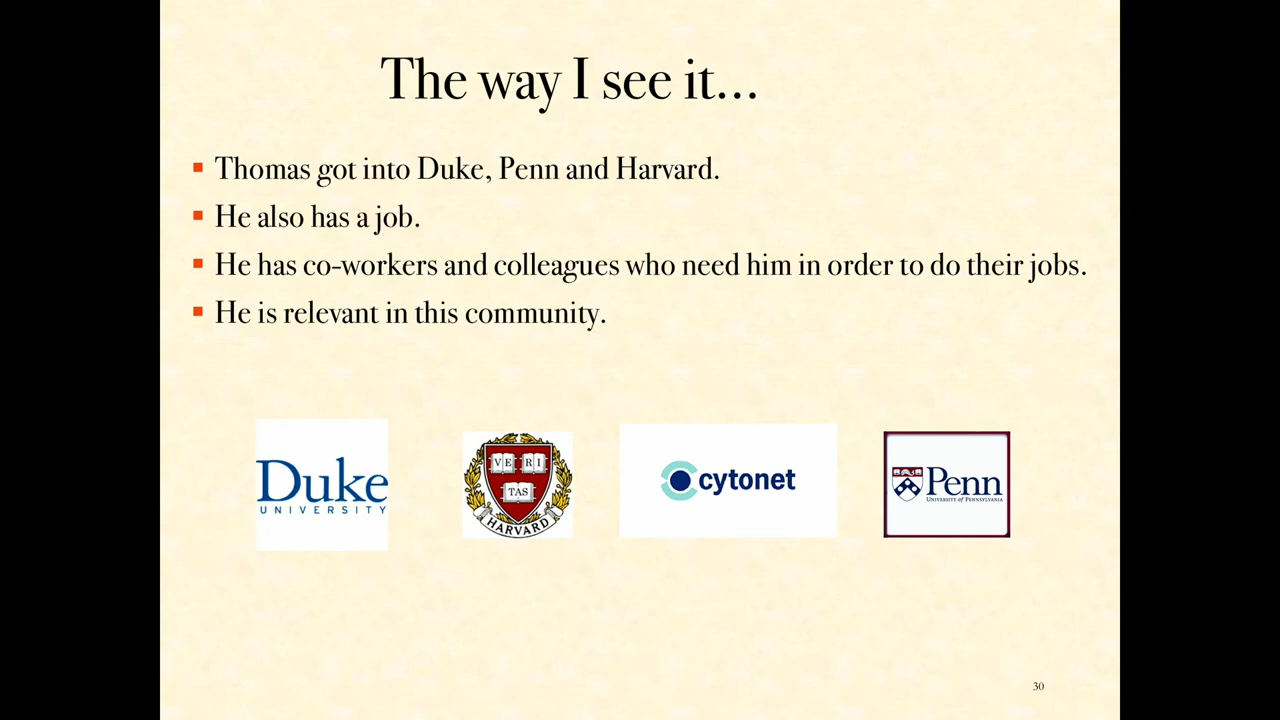 The way I see it...
Thomas got into Duke, Penn and Harvard.
He also has a job.
He has co-workers and colleagues who need him in order to do their jobs.
He is relevant in this community.
Duke
UNIVERSITY
VE RI
TAS
HARVARD
cytonet
Penn
UNIVERSITY OF PENNSYLVANIA
30